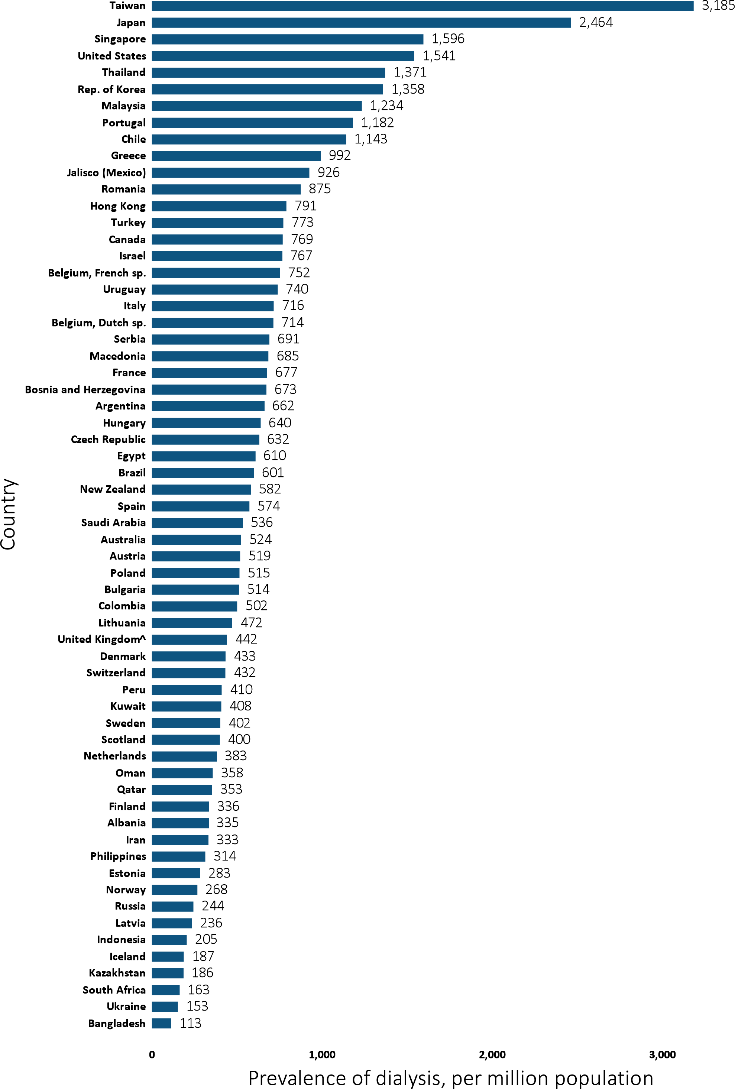 Taiwan 3,185
Japan 2,464
Singapore 1,596
United States 1,541
Thailand 1,371
Rep. of Korea 1,358
Malaysia 1,234
Portugal 1,182
Chile 1,143
Greece 992
Jalisco (Mexico) 926
Romania 875
Hong Kong 791
Turkey 773
Canada 769
Israel 767
Belgium, French sp. 752
Uruguay 740
Italy 716
Belgium, Dutch sp. 714
Serbia 691
Macedonia 685
France 677
Bosnia and Herzegovina 673
Argentina 662
Hungary 640
Czech Republic 632
Egypt 610
Brazil 601
New Zealand 582
Spain 574
Saudi Arabia 536
Australia 524
Austria 519
Poland 515
Bulgaria 514
Colombia 502
Lithuania 472
United Kingdom^ 442
Denmark 433
Switzerland 432
Peru 410
Kuwait 408
Sweden 402
Scotland 400
Netherlands 383
Oman 358
Qatar 353
Finland 336
Albania 335
Iran 333
Philippines 314
Estonia 283
Norway 268
Russia 244
Latvia 236
Indonesia 205
Iceland 187
Kazakhstan 186
South Africa 163
Ukraine 153
Bangladesh 113
Country
0 1,000 2,000 3,000
Prevalence of dialysis, per million population